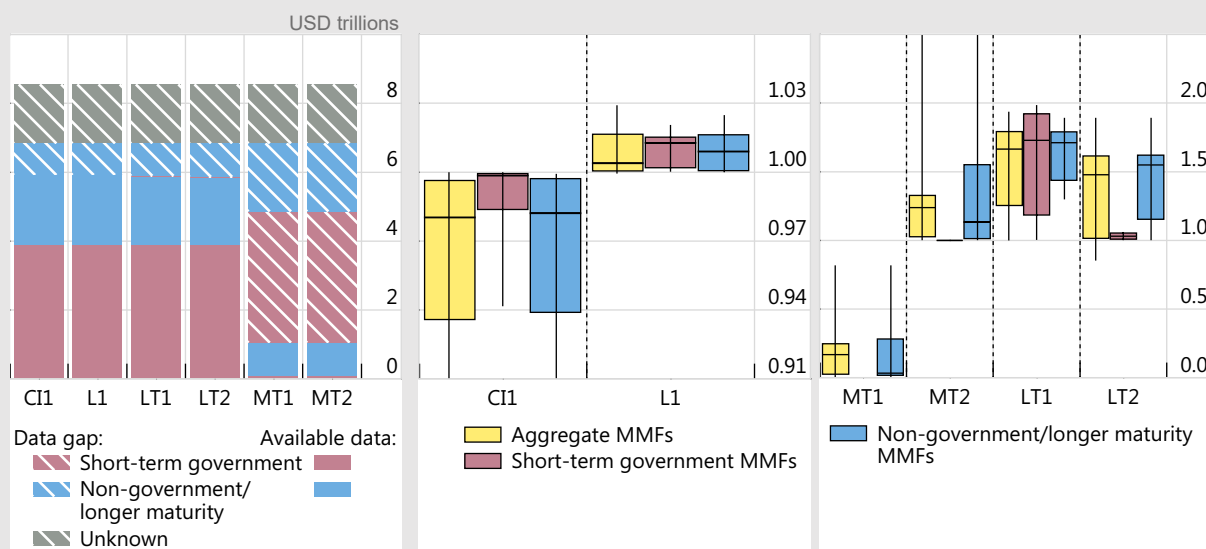 USD trillions
8
6
4
2
0
CI1 L1 LT1 LT2 MT1 MT2
Data gap: Available data:
Short-term government
Non-government/
longer maturity
Unknown
1.03
1.00
0.97
0.94
0.91
CI1 L1
Aggregate MMFs
Short-term government MMFs
2.0
1.5
1.0
0.5
0.0
MT1 MT2 LT1 LT2
Non-government/longer maturity
MMFs